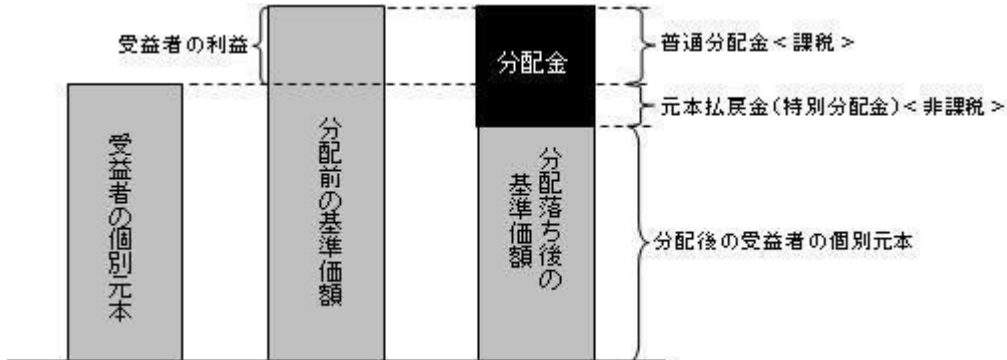 受益者の利益
分配金
普通分配金<課税>
元本払戻金(特別分配金)<非課税>
受益者の個別元本
分配前の基準価額
分配落ち後の
基準価額
分配後の受益者の個別元本